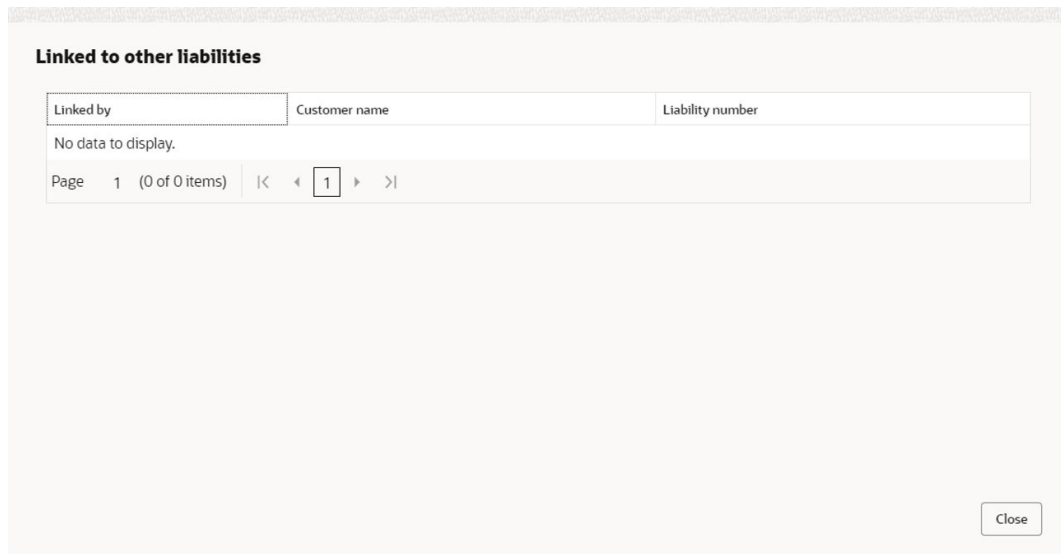 Linked to other liabilities
Linked by Customer name Liability number
No data to display.
Page 1 (0 of 0 items) 1
Close